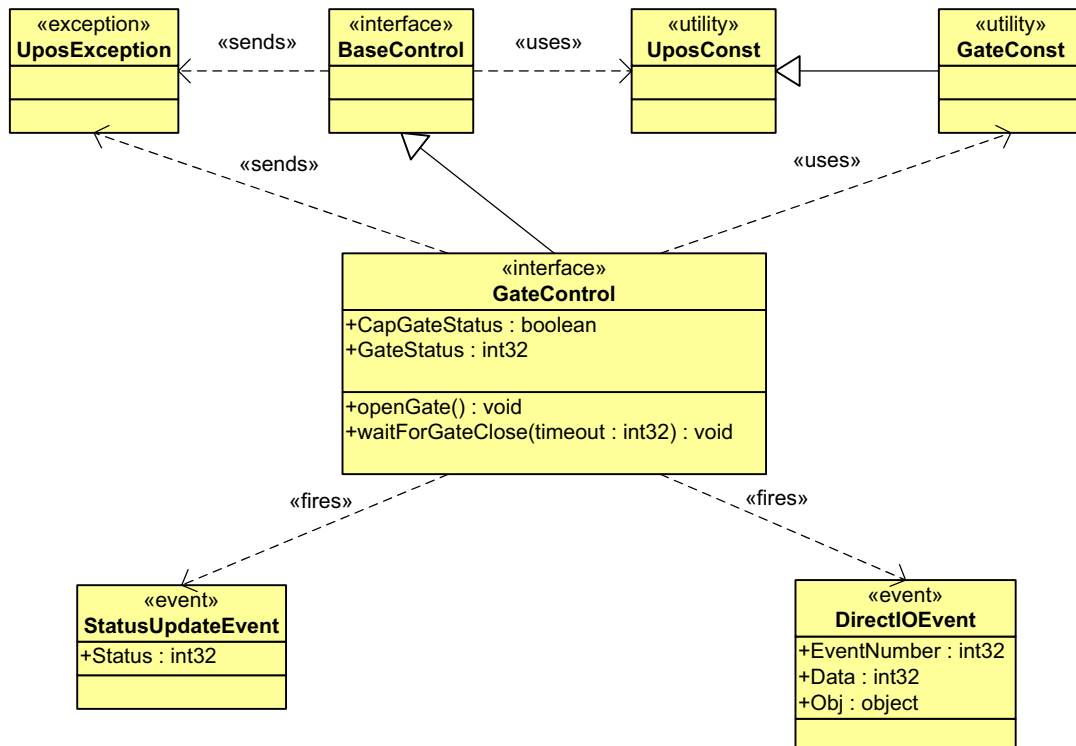 «exception»
UposException
«sends»
«interface»
BaseControl
«uses»
«utility»
UposConst
«utility»
GateConst
«sends»
«uses»
«interface»
GateControl
+CapGateStatus : boolean
+GateStatus : int32
+openGate() : void
+waitForGateClose(timeout : int32) : void
«fires»
«fires»
«event»
StatusUpdateEvent
+Status : int32
«event»
DirectIOEvent
+EventNumber : int32
+Data : int32
+Obj : object